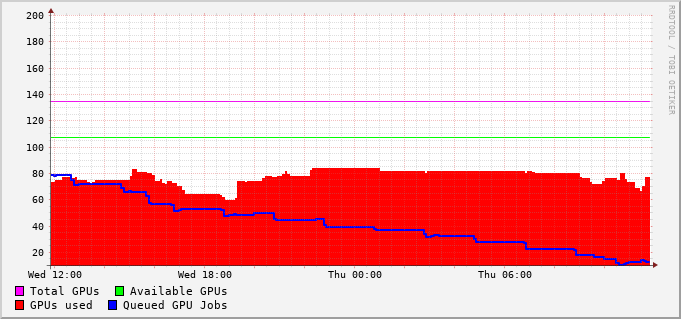 200
180
160
140
120
100
80
60
40
20
Wed 12:00 Wed 18:00 Thu 00:00 Thu 06:00
Total GPUs Available GPUs
GPUs used Queued GPU Jobs
RRDTOOL / TOBI OETIKER